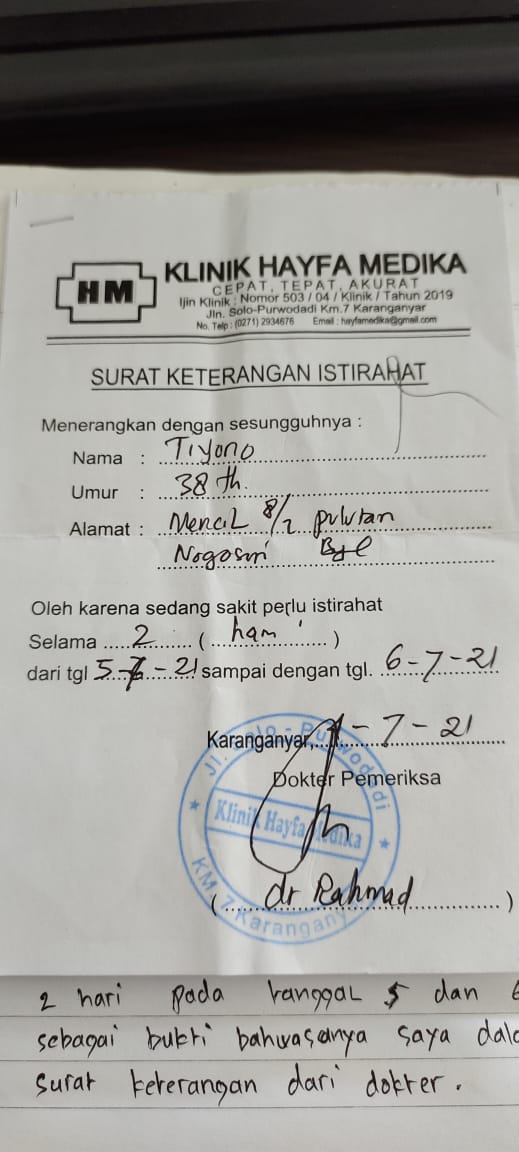 HM
KLINIK HAYFA MEDIKA
CEPAT, TEPAT, AKURAT
Ijin Klinik : Nomor 503 / 04 / Klinik / Tahun 2019
Jln. Solo-Purwodadi Km.7 Karanganyar
No. Telp : (0271) 2934676 Email : hayfamedika@gmail.com
SURAT KETERANGAN ISTIRAHAT
Menerangkan dengan sesungguhnya :
Nama : Tiyono
Umur : 38 th.
Alamat : Mencil 8/2 pulutan
Nogosari
Oleh karena sedang sakit perlu istirahat
Selama 2 ( hari )
dari tgl 5-7-21 sampai dengan tgl. 6-7-21
Karanganyar, -7-21
Dokter Pemeriksa
Jl. Solo - Purwodadi
Klinik Hayfa Medika
KM 7 Karangany
( dr Rahmad )
2 hari pada tanggal 5 dan
sebagai bukti bahwasanya saya dala
surat keterangan dari dokter.